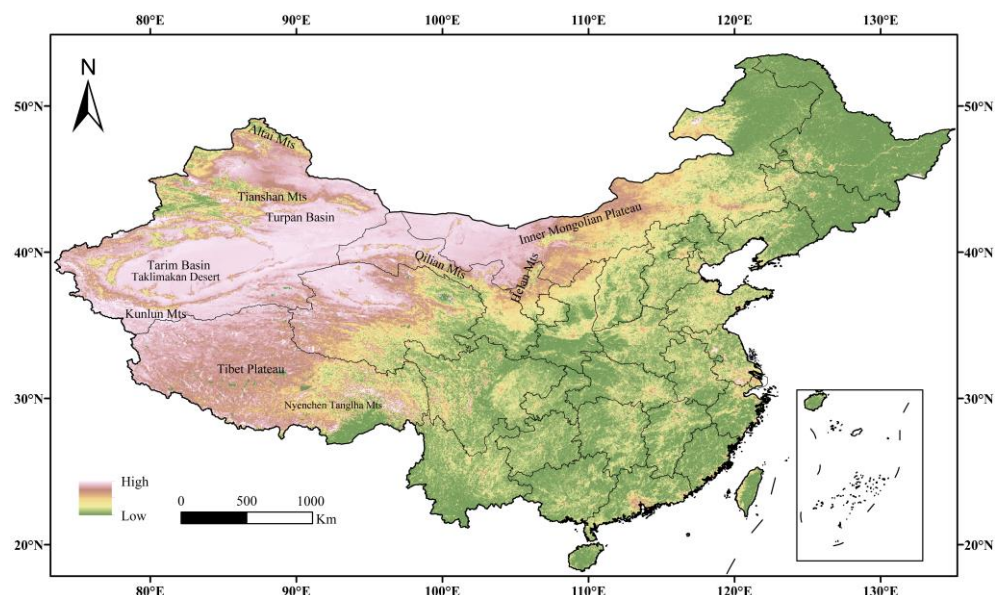 80°E 90°E 100°E 110°E 120°E 130°E
N
50°N 50°N
Altai Mts
Tianshan Mts
Turpan Basin
Inner Mongolian Plateau
40°N 40°N
Tarim Basin
Taklimakan Desert
Qilian Mts
Helan Mts
Kunlun Mts
Tibet Plateau
30°N 30°N
Nyenchen Tanglha Mts
High
Low
0 500 1000
Km
20°N 20°N
80°E 90°E 100°E 110°E 120°E 130°E